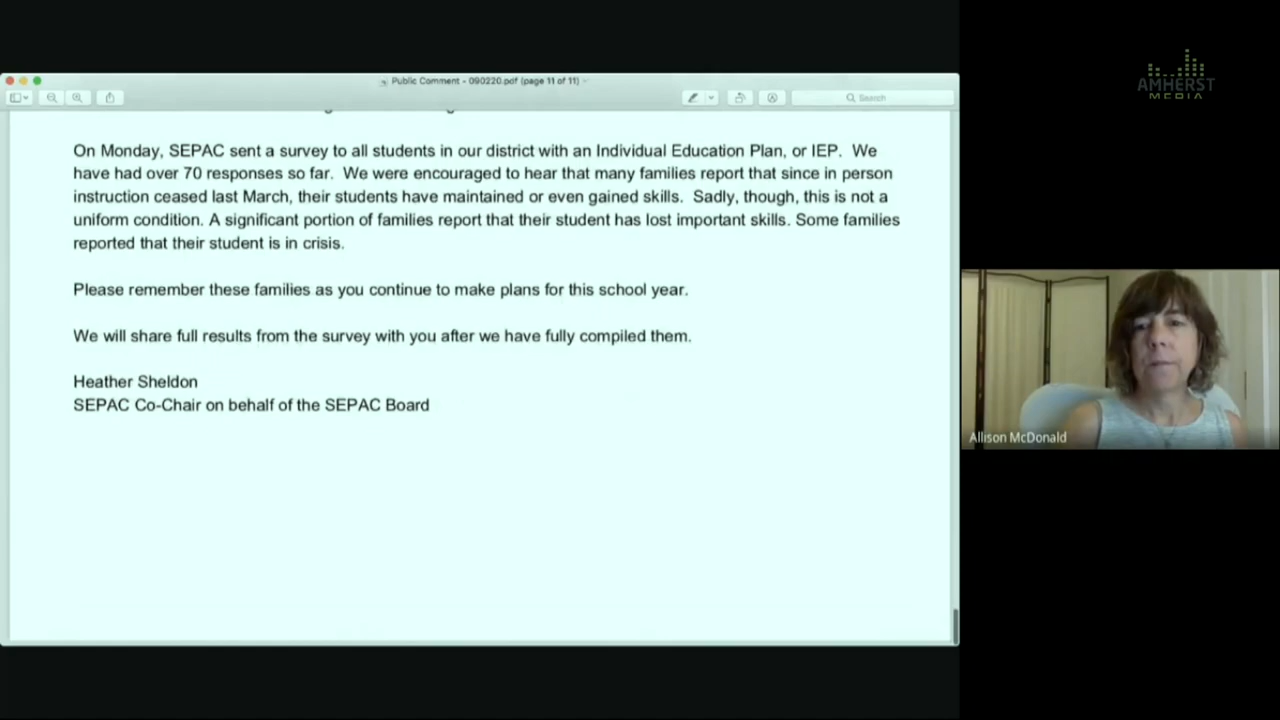 Public Comment - 090220.pdf (page 11 of 11)
Search
AMHERST
MEDIA
On Monday, SEPAC sent a survey to all students in our district with an Individual Education Plan, or IEP. We
have had over 70 responses so far. We were encouraged to hear that many families report that since in person
instruction ceased last March, their students have maintained or even gained skills. Sadly, though, this is not a
uniform condition. A significant portion of families report that their student has lost important skills. Some families
reported that their student is in crisis.
Please remember these families as you continue to make plans for this school year.
We will share full results from the survey with you after we have fully compiled them.
Heather Sheldon
SEPAC Co-Chair on behalf of the SEPAC Board
Allison McDonald